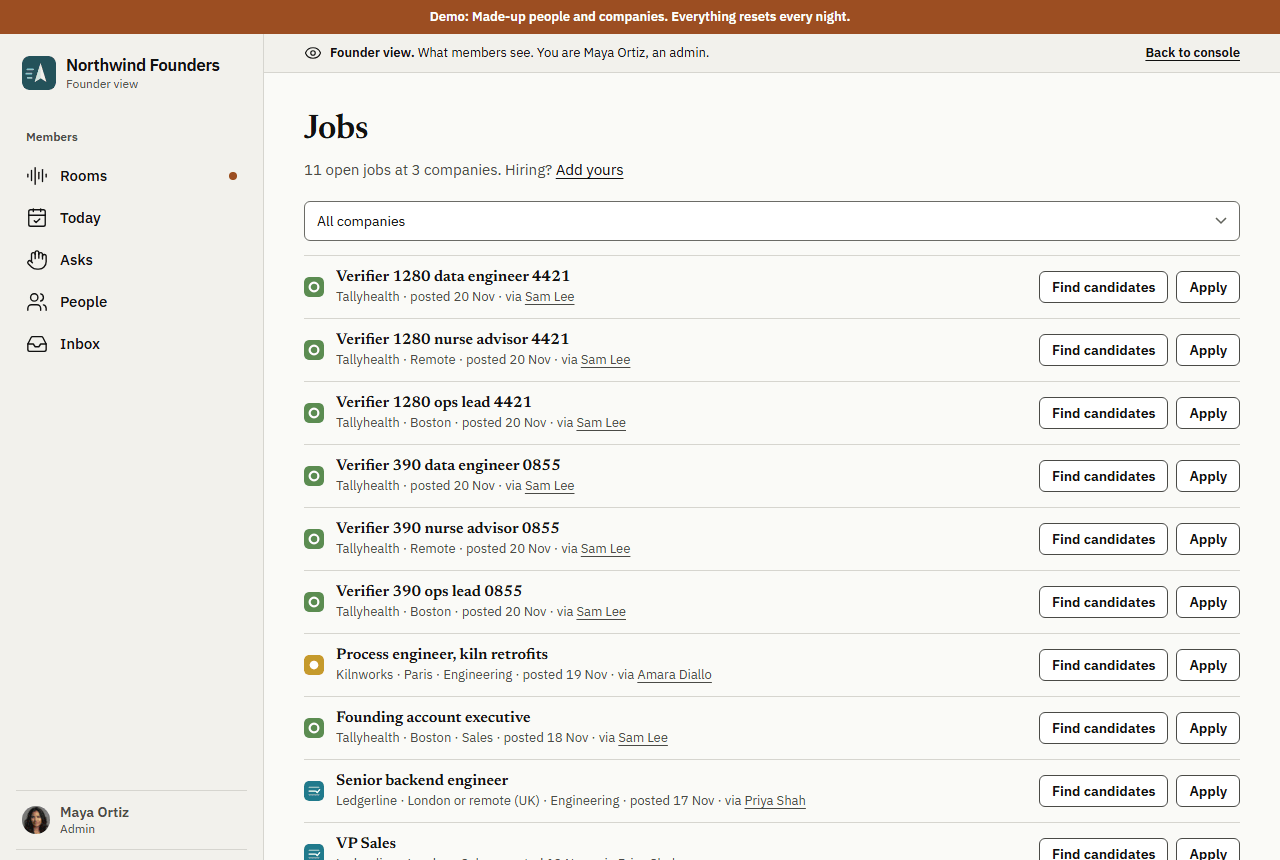 Demo: Made-up people and companies. Everything resets every night.
Northwind Founders
Founder view
Founder view. What members see. You are Maya Ortiz, an admin.
Back to console
Members
Rooms
Today
Asks
People
Inbox
Maya Ortiz
Admin
Jobs
11 open jobs at 3 companies. Hiring? Add yours
All companies
Verifier 1280 data engineer 4421
Tallyhealth · posted 20 Nov · via Sam Lee
Find candidates
Apply
Verifier 1280 nurse advisor 4421
Tallyhealth · Remote · posted 20 Nov · via Sam Lee
Find candidates
Apply
Verifier 1280 ops lead 4421
Tallyhealth · Boston · posted 20 Nov · via Sam Lee
Find candidates
Apply
Verifier 390 data engineer 0855
Tallyhealth · posted 20 Nov · via Sam Lee
Find candidates
Apply
Verifier 390 nurse advisor 0855
Tallyhealth · Remote · posted 20 Nov · via Sam Lee
Find candidates
Apply
Verifier 390 ops lead 0855
Tallyhealth · Boston · posted 20 Nov · via Sam Lee
Find candidates
Apply
Process engineer, kiln retrofits
Kilnworks · Paris · Engineering · posted 19 Nov · via Amara Diallo
Find candidates
Apply
Founding account executive
Tallyhealth · Boston · Sales · posted 18 Nov · via Sam Lee
Find candidates
Apply
Senior backend engineer
Ledgerline · London or remote (UK) · Engineering · posted 17 Nov · via Priya Shah
Find candidates
Apply
VP Sales
Find candidates
Apply